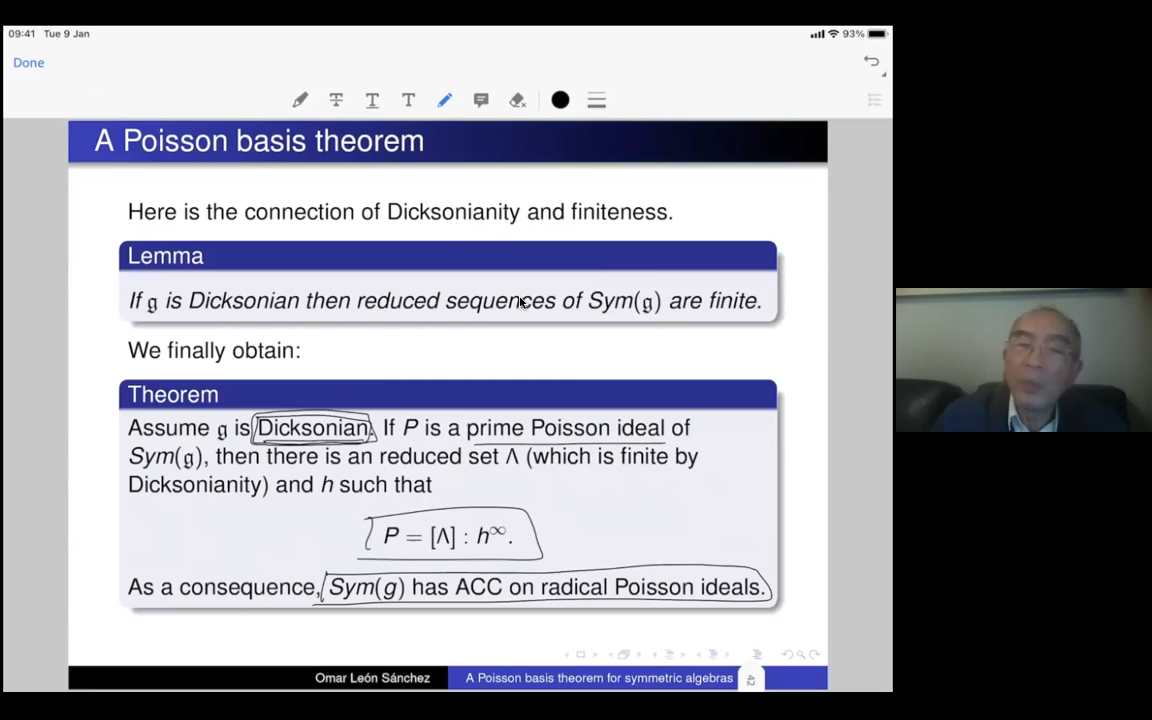 09:41 Tue 9 Jan
93%
Done
A Poisson basis theorem
Here is the connection of Dicksonianity and finiteness.
Lemma
If 𝔤 is Dicksonian then reduced sequences of Sym(𝔤) are finite.
We finally obtain:
Theorem
Assume 𝔤 is Dicksonian. If P is a prime Poisson ideal of
Sym(𝔤), then there is an reduced set Λ (which is finite by
Dicksonianity) and h such that
P = [Λ] : h^∞.
As a consequence, Sym(g) has ACC on radical Poisson ideals.
Omar León Sánchez
A Poisson basis theorem for symmetric algebras